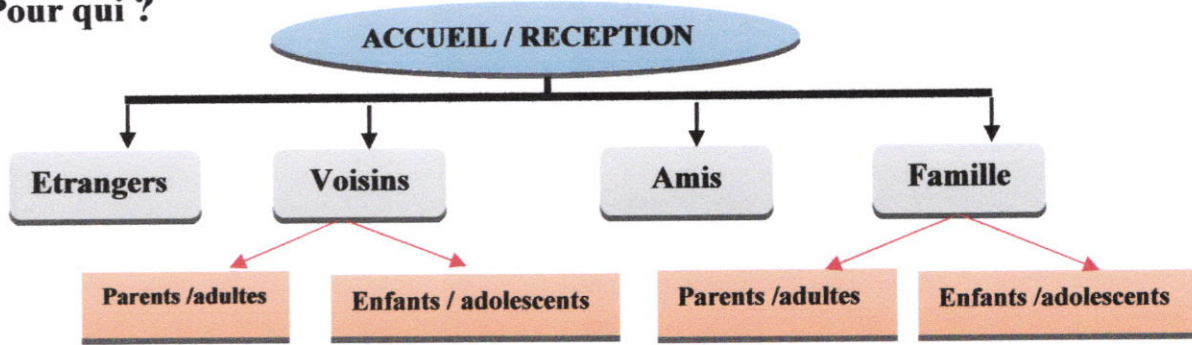 Pour qui ?
ACCUEIL / RECEPTION
Etrangers
Voisins
Amis
Famille
Parents /adultes
Enfants / adolescents
Parents /adultes
Enfants /adolescents